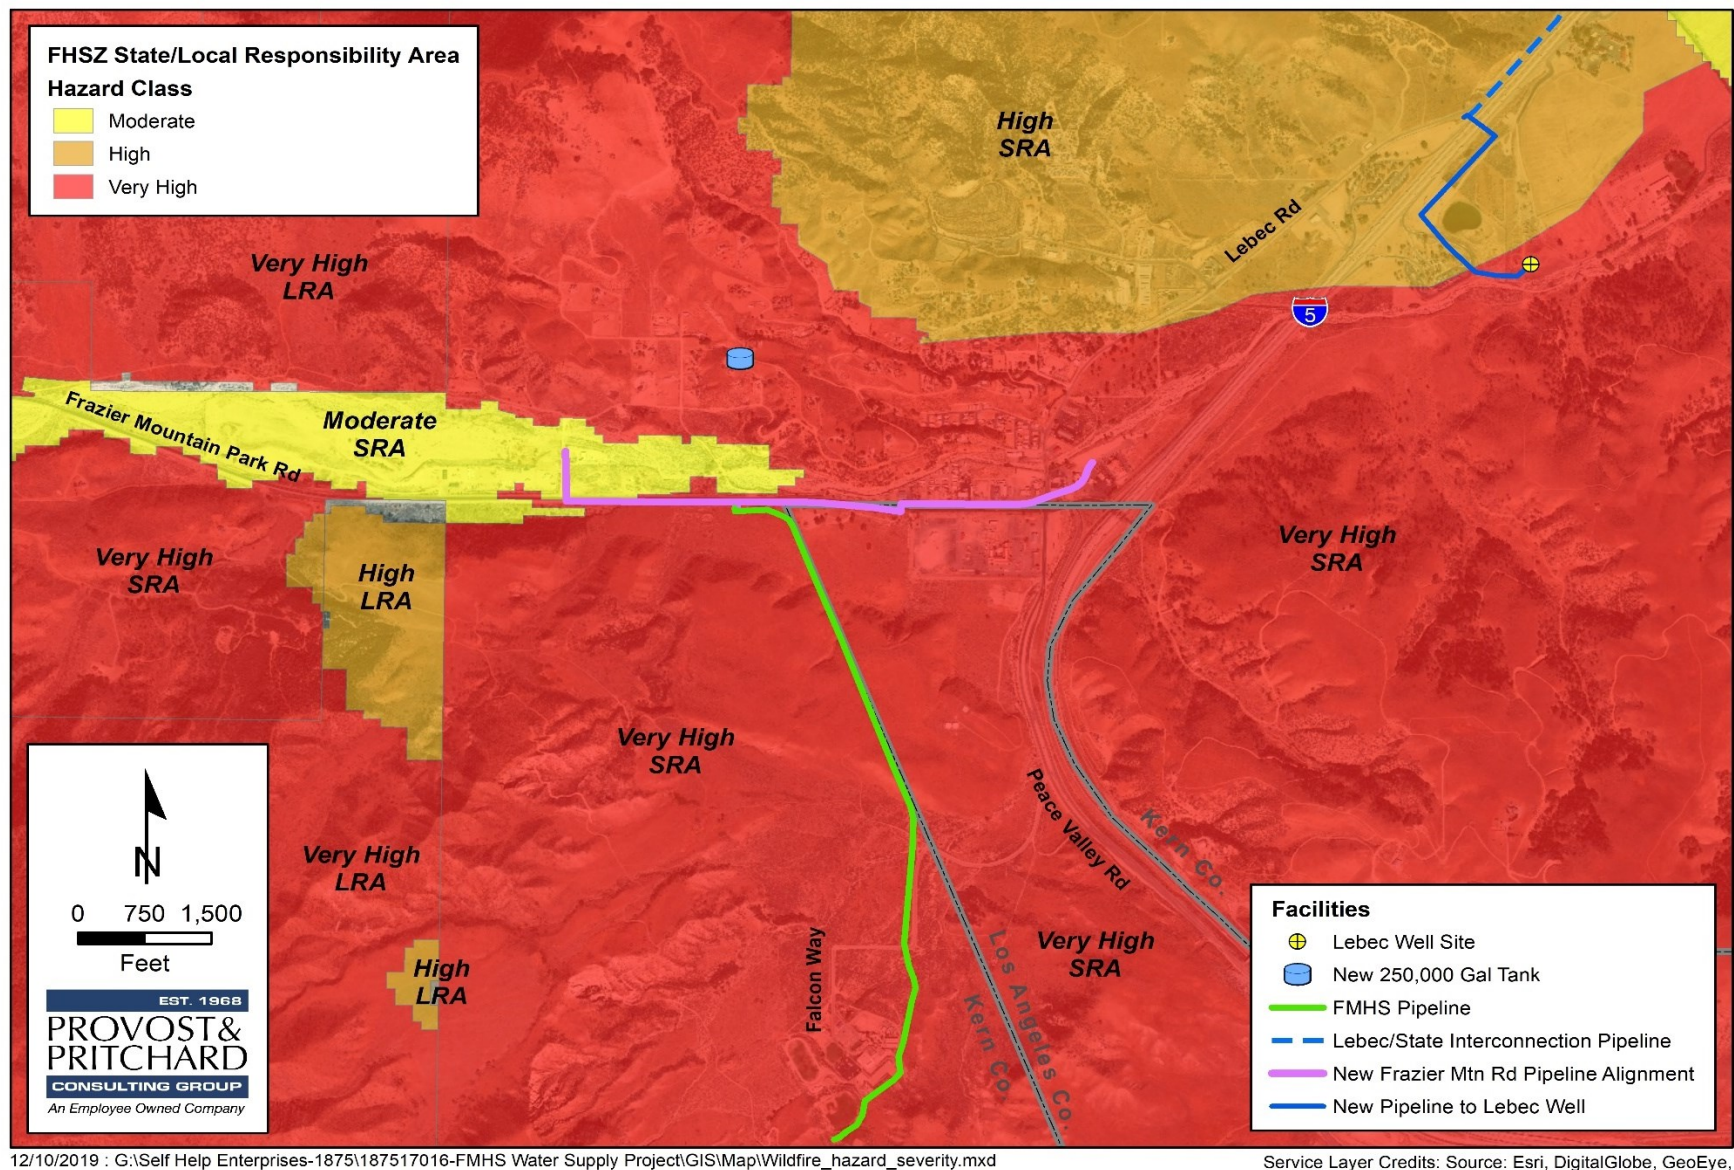 FHSZ State/Local Responsibility Area
Hazard Class
Moderate
High
Very High
High
SRA
Lebec Rd
5
Very High
LRA
Frazier Mountain Park Rd
Moderate
SRA
Very High
SRA
High
LRA
Very High
SRA
Very High
SRA
Peace Valley Rd
Kern Co.
Very High
LRA
High
LRA
Falcon Way
Los Angeles Co.
Kern Co.
Very High
SRA
N
0 750 1,500
Feet
EST. 1968
PROVOST&
PRITCHARD
CONSULTING GROUP
An Employee Owned Company
Facilities
Lebec Well Site
New 250,000 Gal Tank
FMHS Pipeline
Lebec/State Interconnection Pipeline
New Frazier Mtn Rd Pipeline Alignment
New Pipeline to Lebec Well
12/10/2019 : G:\Self Help Enterprises-1875\187517016-FMHS Water Supply Project\GIS\Map\Wildfire_hazard_severity.mxd
Service Layer Credits: Source: Esri, DigitalGlobe, GeoEye,